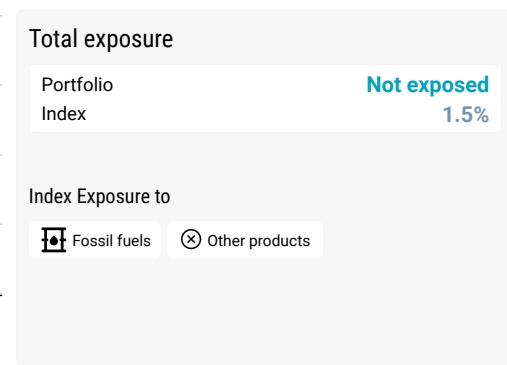 Total exposure
Portfolio Not exposed
Index 1.5%
Index Exposure to
Fossil fuels Other products